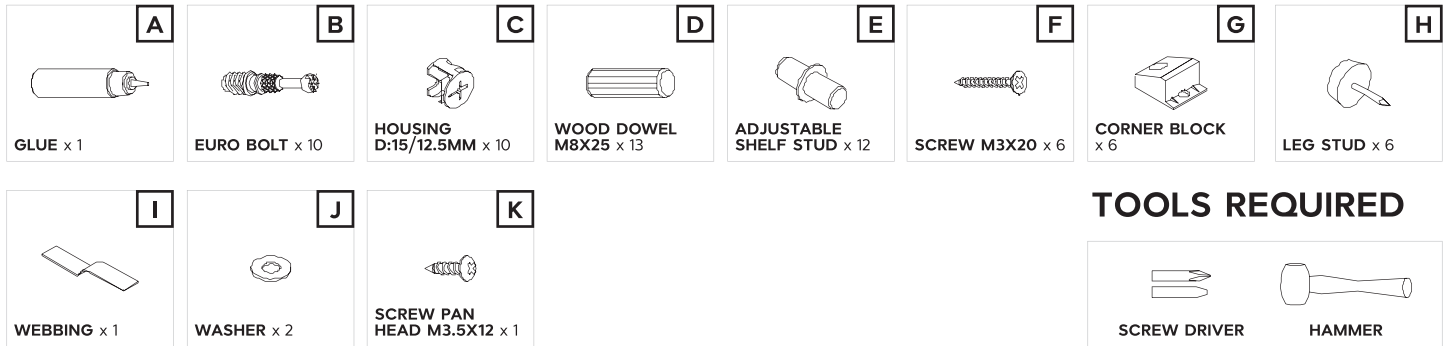 A
GLUE x 1
B
EURO BOLT x 10
C
HOUSING
D:15/12.5MM x 10
D
WOOD DOWEL
M8X25 x 13
E
ADJUSTABLE
SHELF STUD x 12
F
SCREW M3X20 x 6
G
CORNER BLOCK
x 6
H
LEG STUD x 6
I
WEBBING x 1
J
WASHER x 2
K
SCREW PAN
HEAD M3.5X12 x 1
TOOLS REQUIRED
SCREW DRIVER
HAMMER